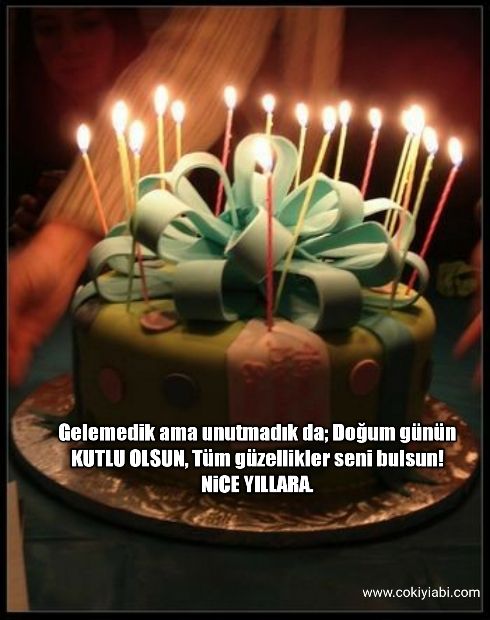 Gelemedik ama unutmadık da; Doğum günün
KUTLU OLSUN, Tüm güzellikler seni bulsun!
NiCE YILLARA.
www.cokiyiabi.com